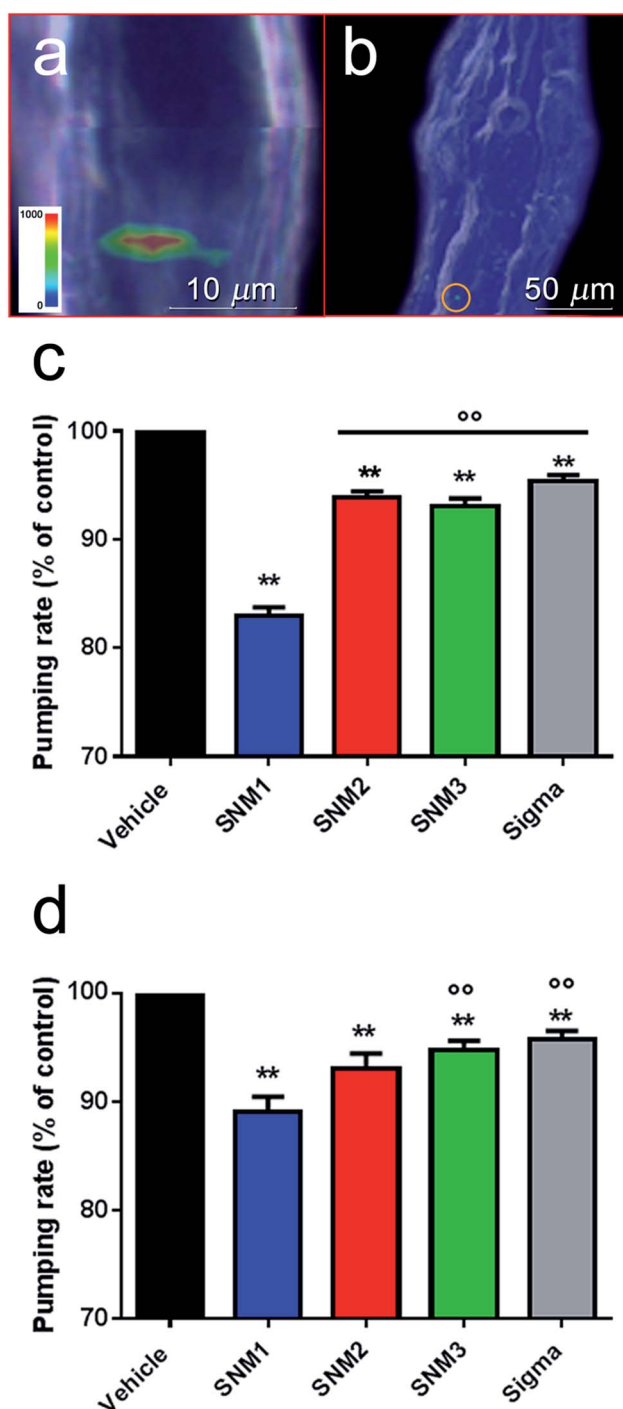 a
b
1000
0
10 μm
50 μm
c
Pumping rate (% of control)
100
90
80
70
°°
**
**
**
**
Vehicle
SNM1
SNM2
SNM3
Sigma
d
Pumping rate (% of control)
100
90
80
70
°° °°
**
**
**
**
Vehicle
SNM1
SNM2
SNM3
Sigma